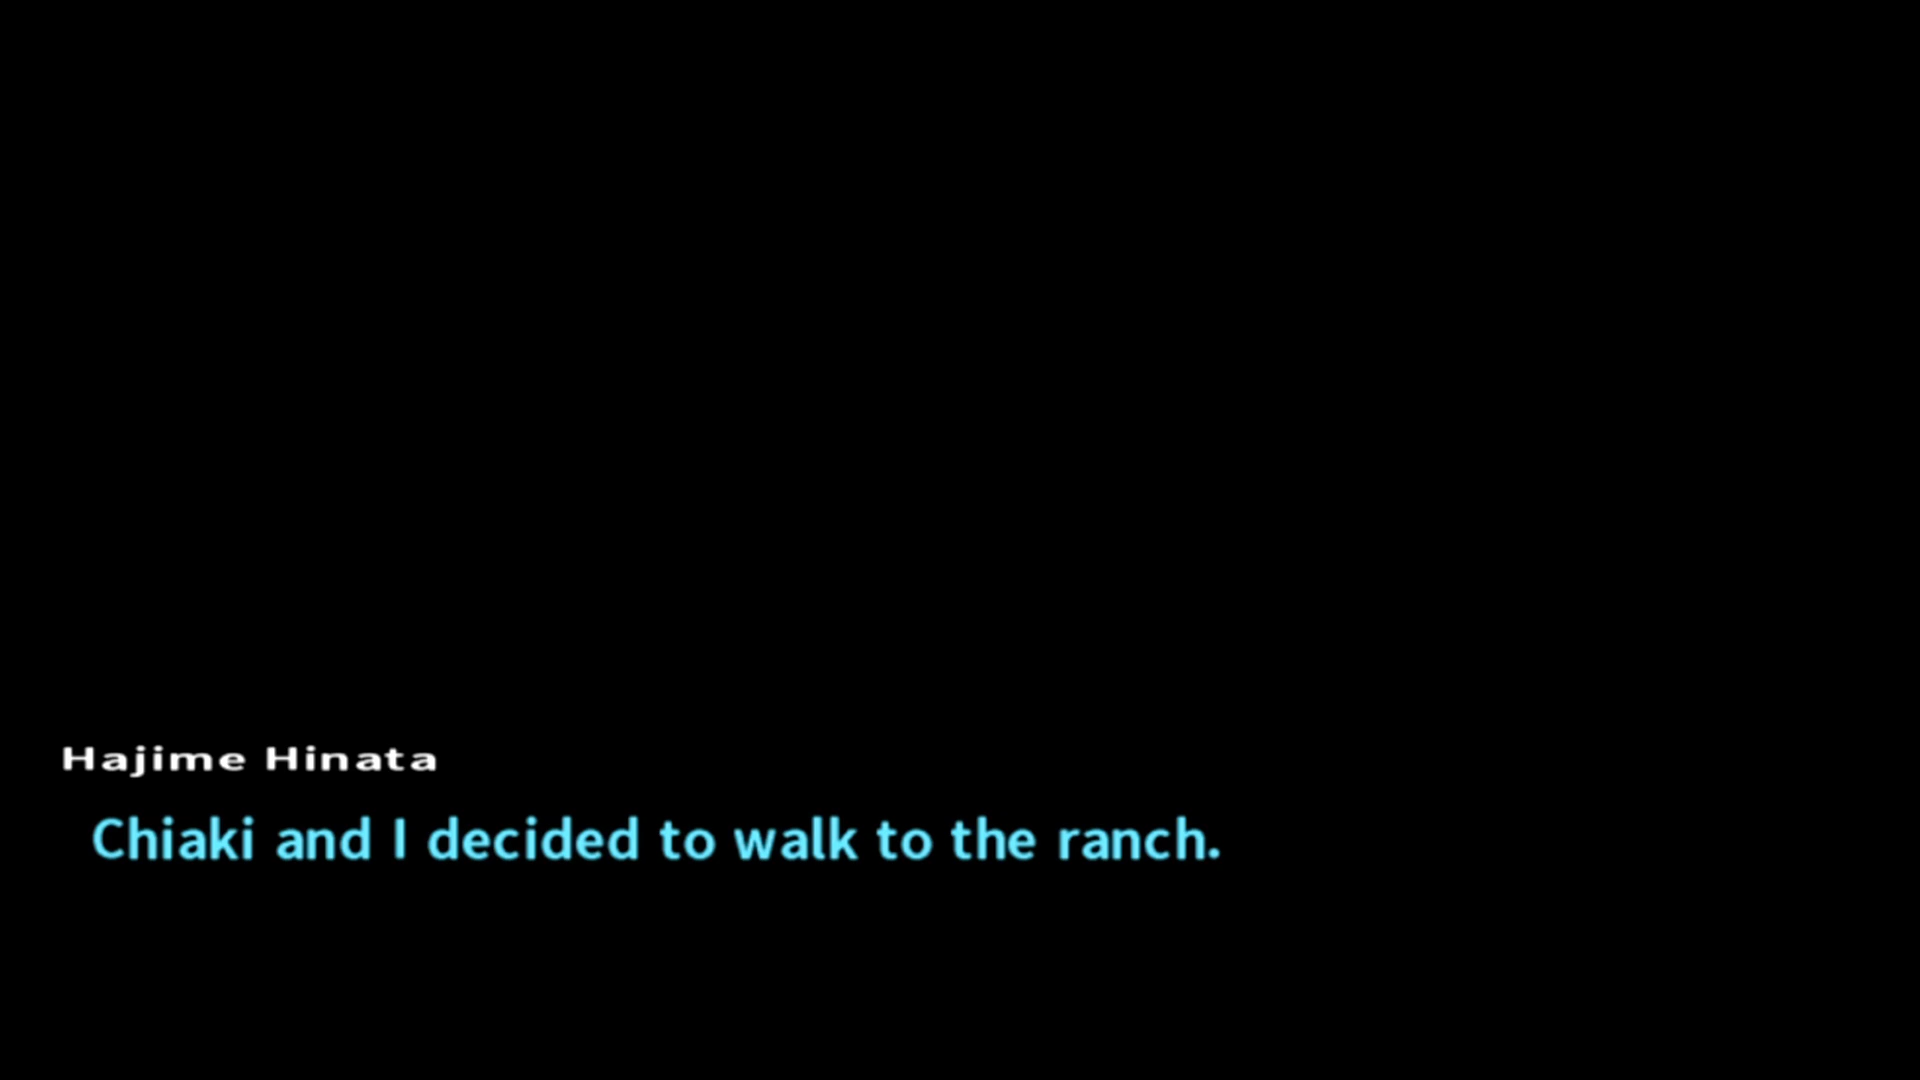 Hajime Hinata
Chiaki and I decided to walk to the ranch.